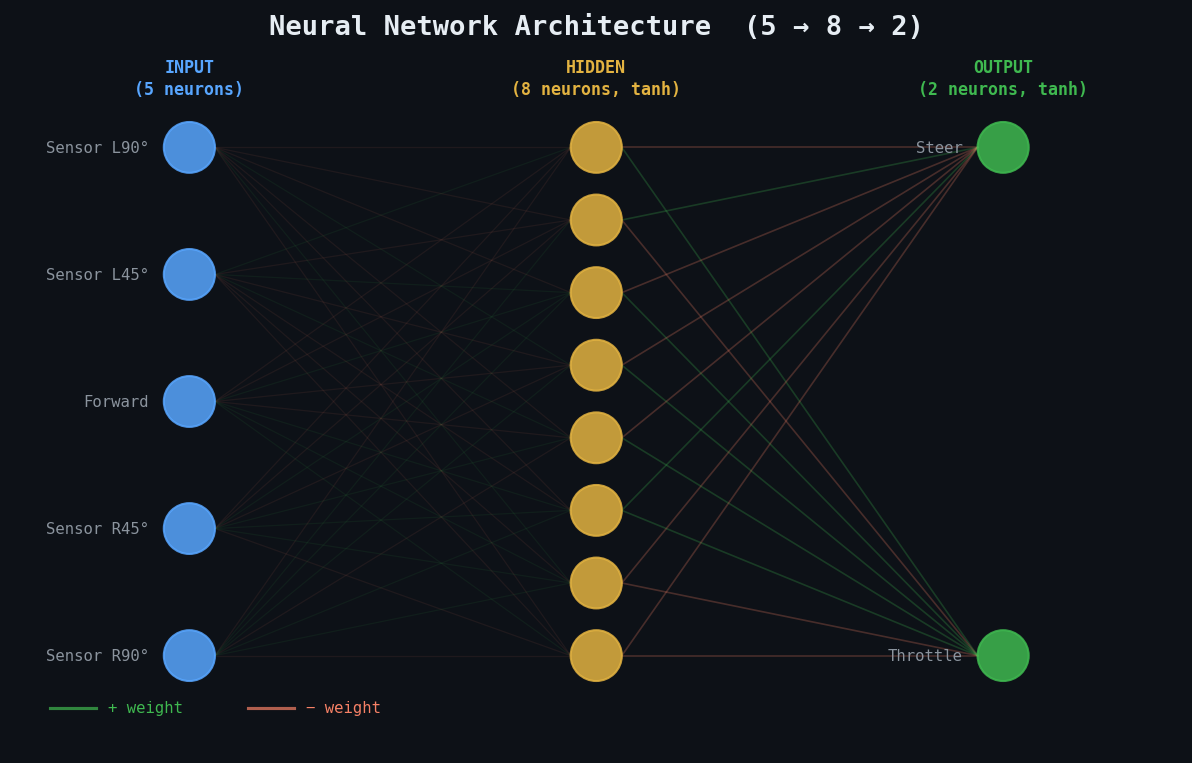 Neural Network Architecture  (5 → 8 → 2)
INPUT
(5 neurons)
HIDDEN
(8 neurons, tanh)
OUTPUT
(2 neurons, tanh)
Sensor L90°
Sensor L45°
Forward
Sensor R45°
Sensor R90°
Steer
Throttle
+ weight
− weight